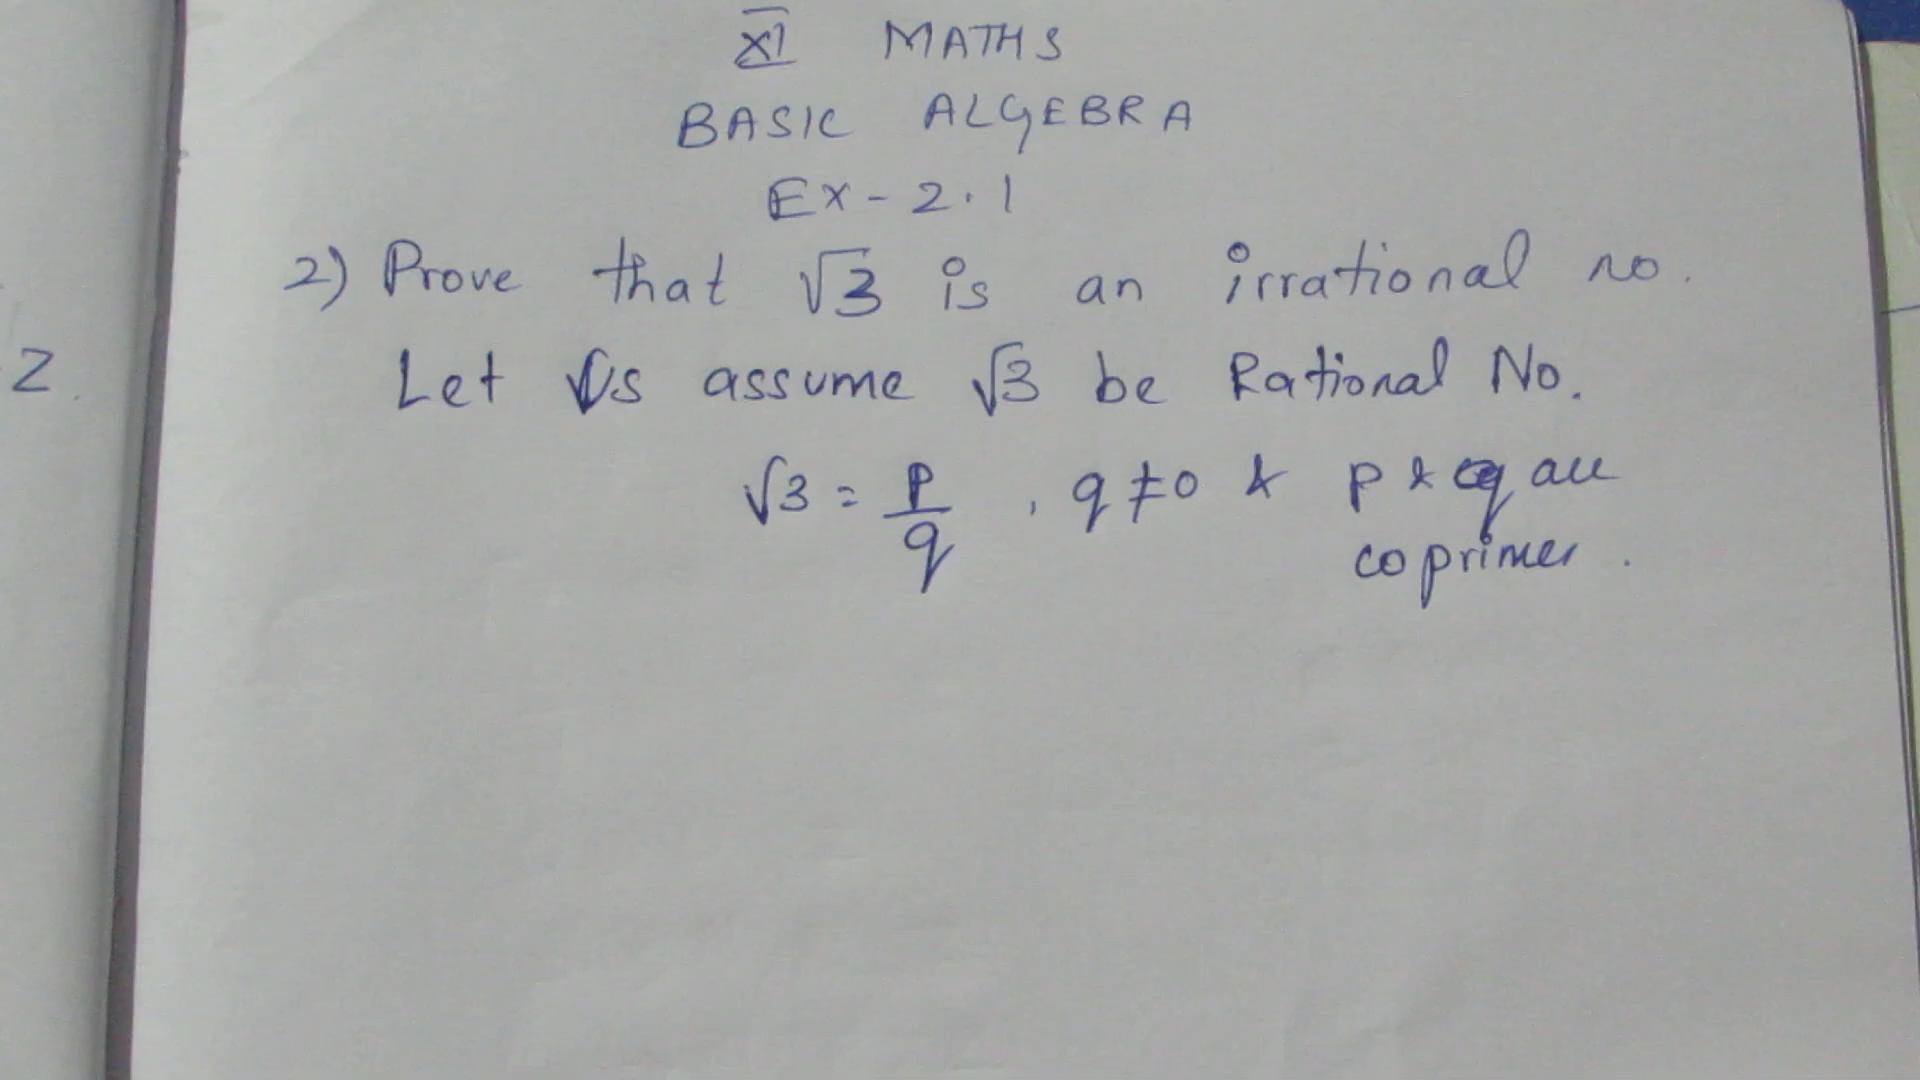 XI MATHS
BASIC ALGEBRA
Ex - 2.1
2) Prove that √3 is an irrational no.
Let Us assume √3 be Rational No.
√3 = p/q , q ≠ 0 & p & q are
coprimes.
Z